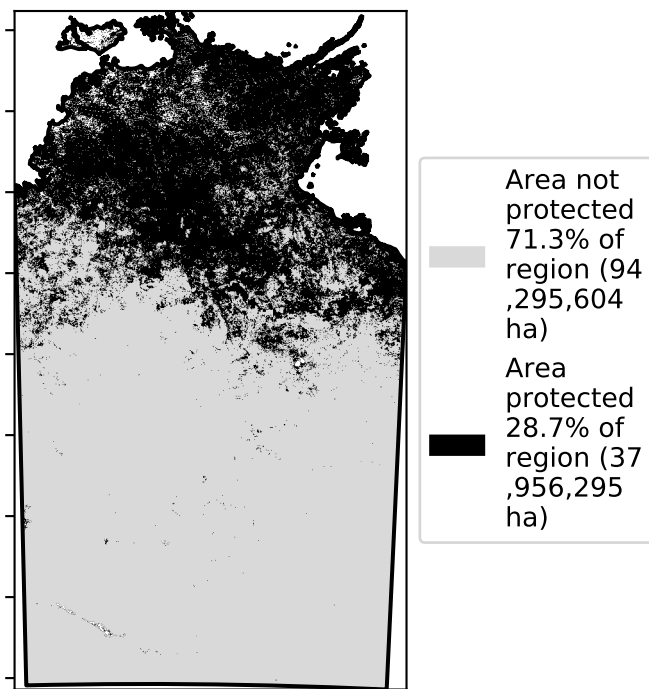 Area not
protected
71.3% of
region (94
,295,604
ha)
Area
protected
28.7% of
region (37
,956,295
ha)